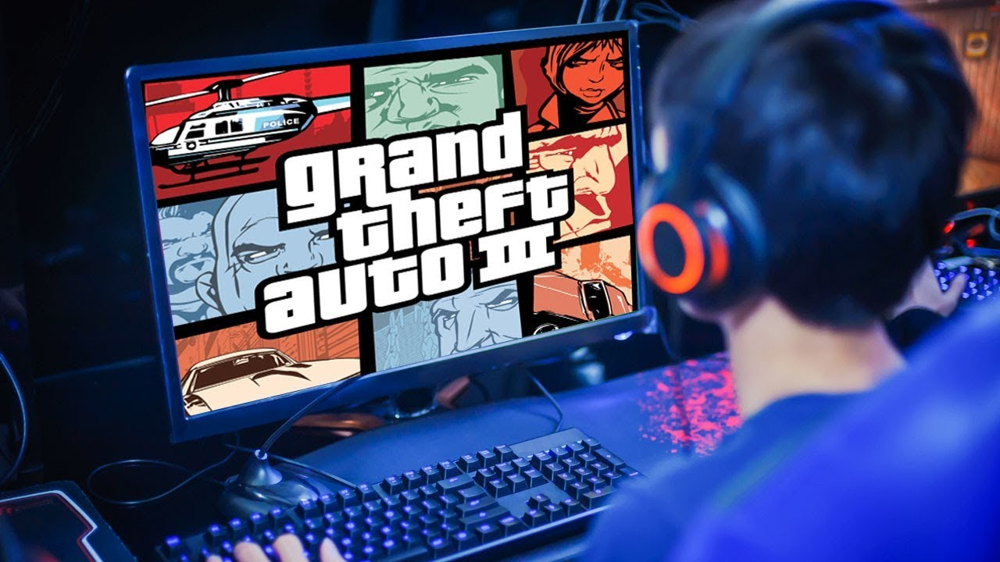 POLICE
grand
theft
auto III